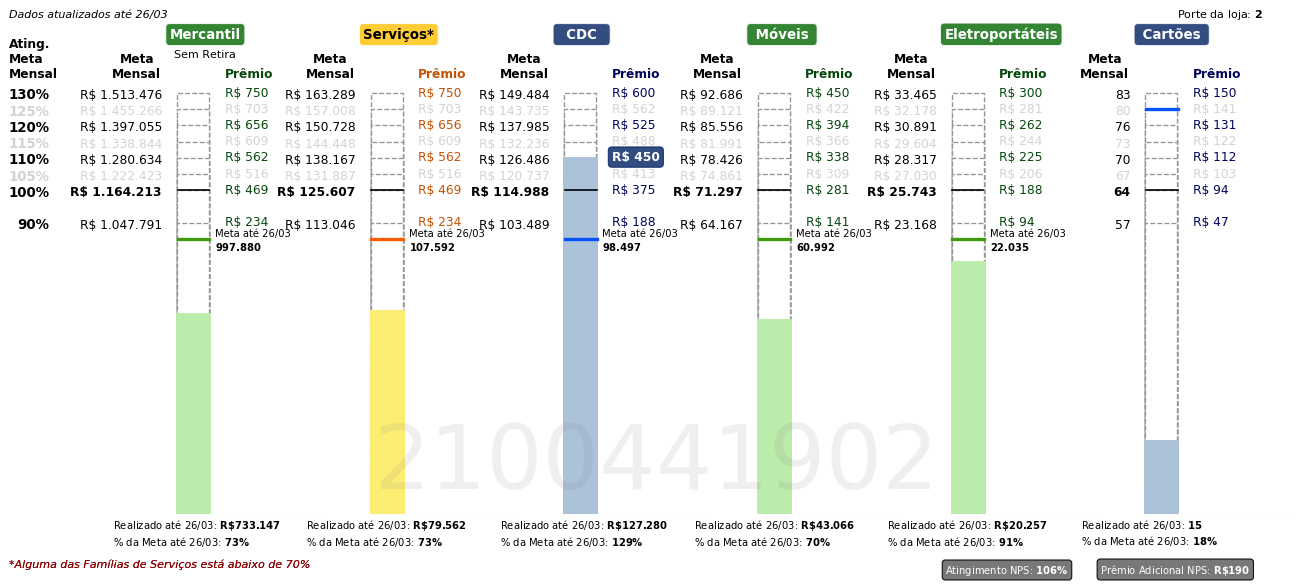 Dados atualizados até 26/03
Porte da loja: 2
Mercantil Serviços* CDC Móveis Eletroportáteis Cartões
Sem Retira
Ating. Meta Mensal
Meta Mensal Prêmio Meta Mensal Prêmio Meta Mensal Prêmio Meta Mensal Prêmio Meta Mensal Prêmio Meta Mensal Prêmio
130% R$ 1.513.476 R$ 750 R$ 163.289 R$ 750 R$ 149.484 R$ 600 R$ 92.686 R$ 450 R$ 33.465 R$ 300 83 R$ 150
125% R$ 1.455.266 R$ 703 R$ 157.008 R$ 703 R$ 143.735 R$ 562 R$ 89.121 R$ 422 R$ 32.178 R$ 281 80 R$ 141
120% R$ 1.397.055 R$ 656 R$ 150.728 R$ 656 R$ 137.985 R$ 525 R$ 85.556 R$ 394 R$ 30.891 R$ 262 76 R$ 131
115% R$ 1.338.844 R$ 609 R$ 144.448 R$ 609 R$ 132.236 R$ 488 R$ 81.991 R$ 366 R$ 29.604 R$ 244 73 R$ 122
110% R$ 1.280.634 R$ 562 R$ 138.167 R$ 562 R$ 126.486 R$ 450 R$ 78.426 R$ 338 R$ 28.317 R$ 225 70 R$ 112
105% R$ 1.222.423 R$ 516 R$ 131.887 R$ 516 R$ 120.737 R$ 413 R$ 74.861 R$ 309 R$ 27.030 R$ 206 67 R$ 103
100% R$ 1.164.213 R$ 469 R$ 125.607 R$ 469 R$ 114.988 R$ 375 R$ 71.297 R$ 281 R$ 25.743 R$ 188 64 R$ 94
90% R$ 1.047.791 R$ 234 R$ 113.046 R$ 234 R$ 103.489 R$ 188 R$ 64.167 R$ 141 R$ 23.168 R$ 94 57 R$ 47
Meta até 26/03 Meta até 26/03 Meta até 26/03 Meta até 26/03 Meta até 26/03
997.880 107.592 98.497 60.992 22.035
2100441902
Realizado até 26/03: R$733.147 Realizado até 26/03: R$79.562 Realizado até 26/03: R$127.280 Realizado até 26/03: R$43.066 Realizado até 26/03: R$20.257 Realizado até 26/03: 15
% da Meta até 26/03: 73% % da Meta até 26/03: 73% % da Meta até 26/03: 129% % da Meta até 26/03: 70% % da Meta até 26/03: 91% % da Meta até 26/03: 18%
*Alguma das Famílias de Serviços está abaixo de 70%
Atingimento NPS: 106% Prêmio Adicional NPS: R$190